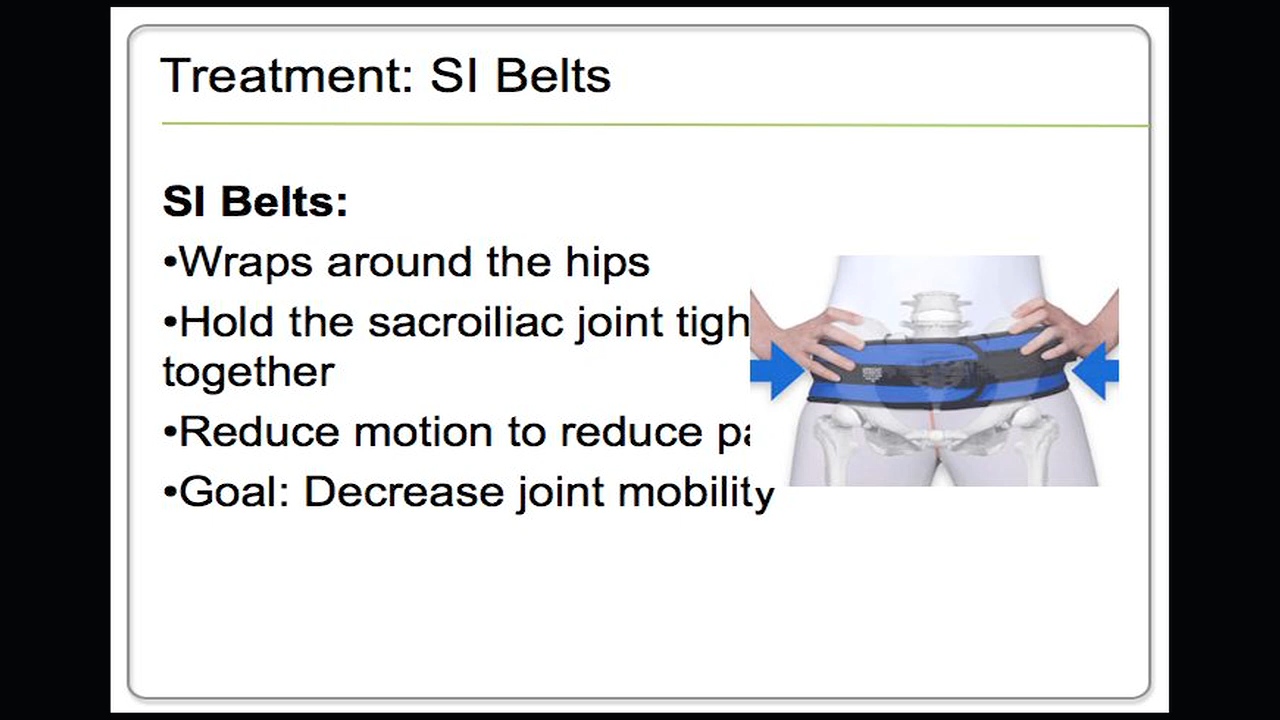 Treatment: SI Belts
SI Belts:
•Wraps around the hips
•Hold the sacroiliac joint tigh
together
•Reduce motion to reduce pa
•Goal: Decrease joint mobility